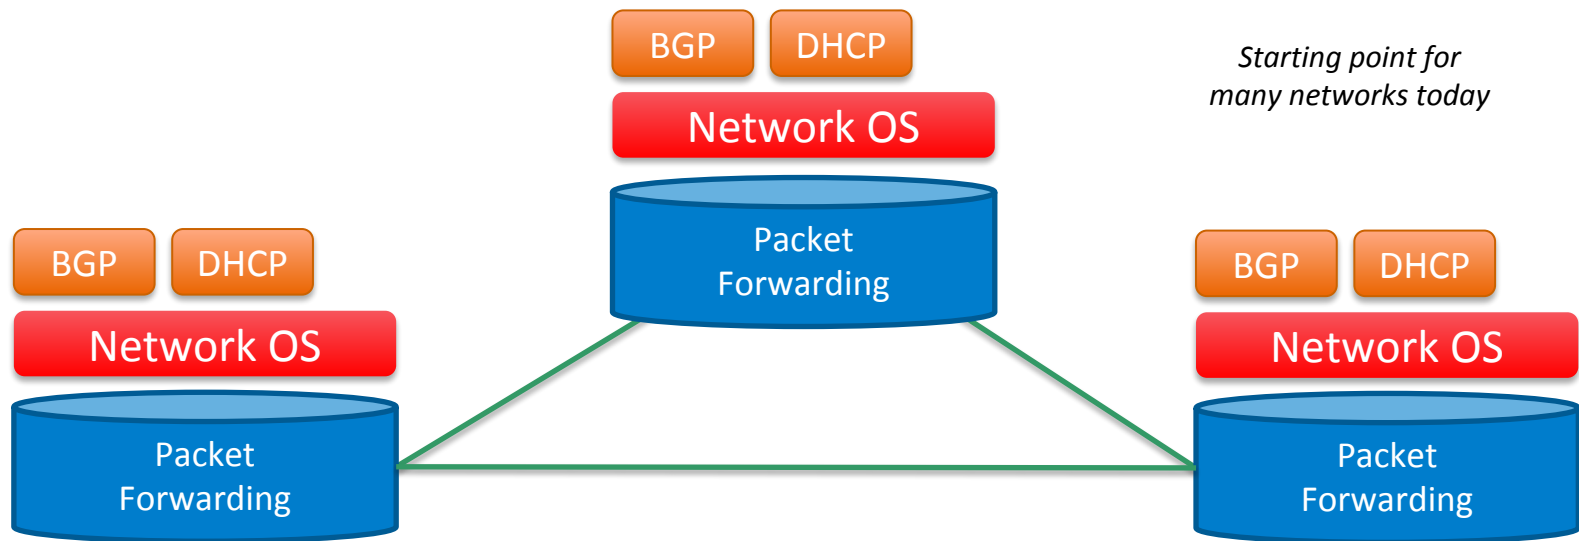 BGP
DHCP
Starting point for
many networks today
Network OS
Packet
Forwarding
BGP
DHCP
Network OS
Packet
Forwarding
BGP
DHCP
Network OS
Packet
Forwarding